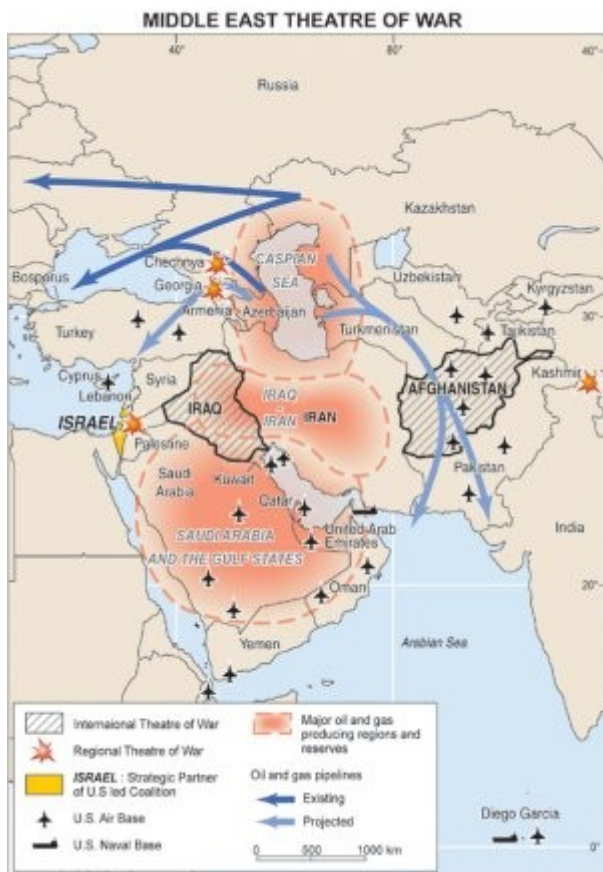 MIDDLE EAST THEATRE OF WAR
40°
60°
40°
Russia
Kazakhstan
CASPIAN
SEA
Chechnya
Bosporus
Georgia
Uzbekistan
Kyrgyzstan
Armenia
Azerbaijan
30°
Turkey
Turkmenistan
Tajikistan
Cyprus
Syria
Kashmir
Lebanon
AFGHANISTAN
IRAQ
IRAQ
IRAN
IRAN
ISRAEL
Palestine
Pakistan
Saudi
Arabia
Kuwait
Qatar
India
United Arab
Emirates
SAUDI ARABIA
AND THE GULF STATES
20°
Oman
Yemen
Arabian Sea
Internaional Theatre of War
Regional Theatre of War
ISRAEL : Strategic Partner
of U.S led Coalition
U.S. Air Base
U.S. Naval Base
Major oil and gas
producing regions and
reserves
Oil and gas pipelines
Existing
Projected
0 500 1000 km
Diego Garcia
0°